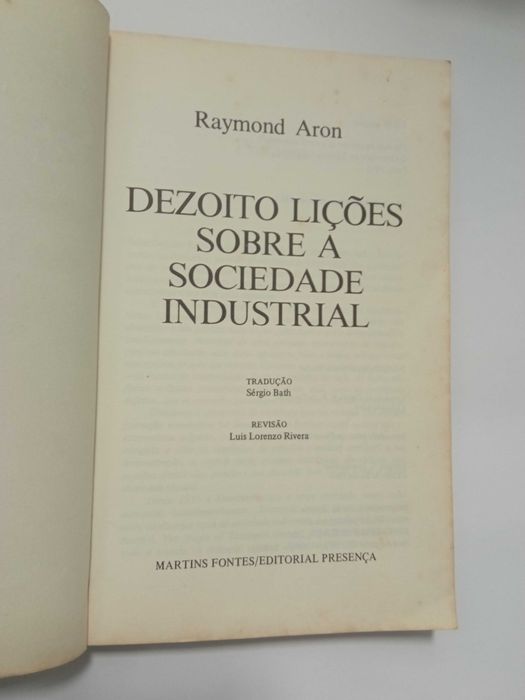 Raymond Aron
DEZOITO LIÇÕES
SOBRE A
SOCIEDADE
INDUSTRIAL
TRADUÇÃO
Sérgio Bath
REVISÃO
Luis Lorenzo Rivera
MARTINS FONTES/EDITORIAL PRESENÇA